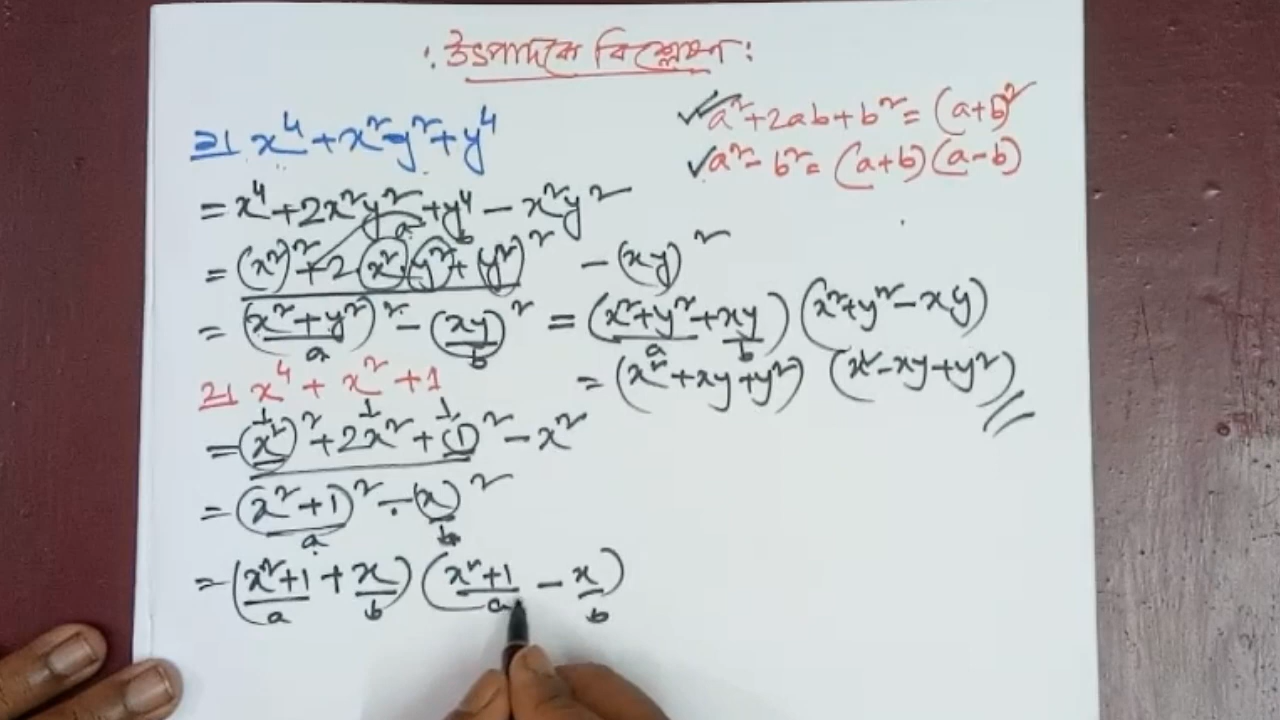 : উৎপাদকে বিশ্লেষণ :
a² + 2ab + b² = (a+b)²
a² - b² = (a+b)(a-b)
১। x⁴ + x²y² + y⁴
= x⁴ + 2x²y² + y⁴ - x²y²
= (x²)² + 2 x² y² + (y²)² - (xy)²
= (x² + y²)² - (xy)² = (x² + y² + xy) (x² + y² - xy)
a b a b
= (x² + xy + y²) (x² - xy + y²)
২। x⁴ + x² + 1
= (x²)² + 2x² + (1)² - x²
= (x² + 1)² - (x)²
a b
= (x² + 1 + x) (x² + 1 - x)
a b a b